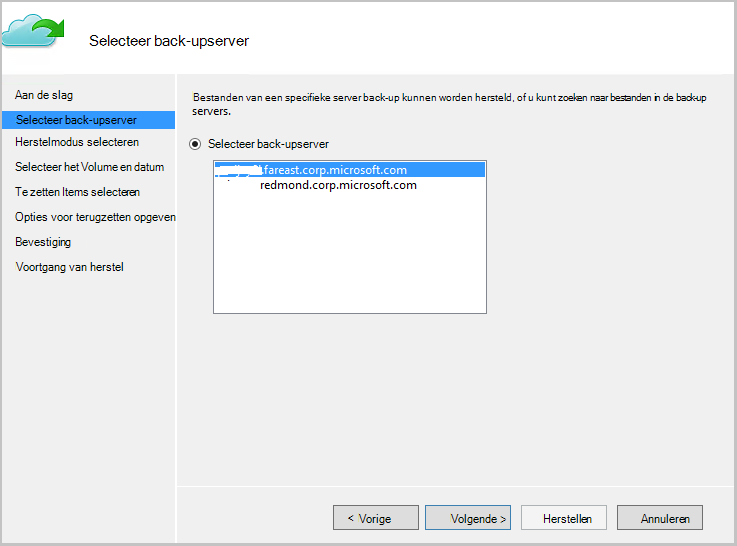 Selecteer back-upserver
Aan de slag
Selecteer back-upserver
Herstelmodus selecteren
Selecteer het Volume en datum
Te zetten Items selecteren
Opties voor terugzetten opgeven
Bevestiging
Voortgang van herstel
Bestanden van een specifieke server back-up kunnen worden hersteld, of u kunt zoeken naar bestanden in de back-up
servers.
Selecteer back-upserver
.fareast.corp.microsoft.com
redmond.corp.microsoft.com
< Vorige
Volgende >
Herstellen
Annuleren